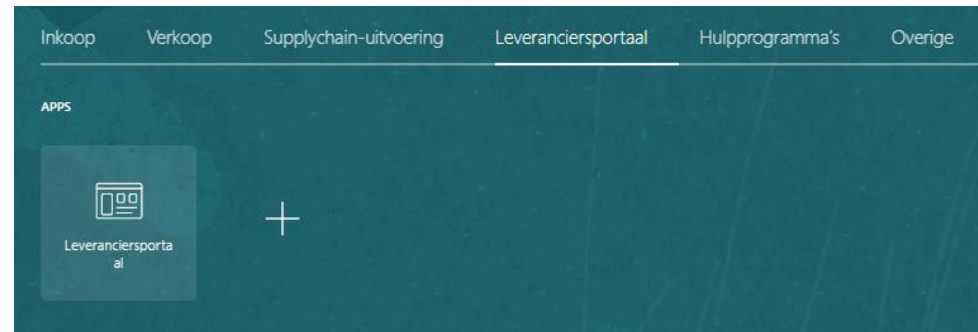 Inkoop Verkoop Supplychain-uitvoering Leveranciersportaal Hulpprogramma's Overige
APPS
Leveranciersporta
al